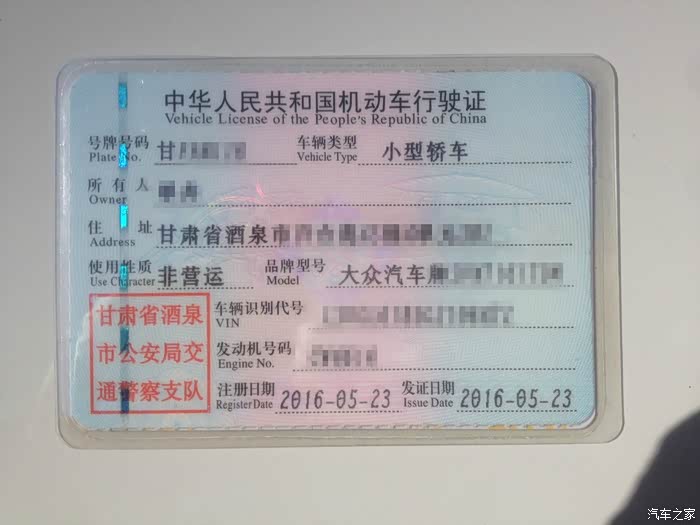 中华人民共和国机动车行驶证
Vehicle License of the People's Republic of China
号牌号码 甘 车辆类型 小型轿车
Plate No. Vehicle Type
所有人
Owner
住址 甘肃省酒泉市
Address
使用性质 非营运 品牌型号 大众汽车牌
Use Character Model
甘肃省酒泉
市公安局交
通警察支队
车辆识别代号
VIN
发动机号码
Engine No.
注册日期 2016-05-23 发证日期 2016-05-23
Register Date Issue Date
汽车之家